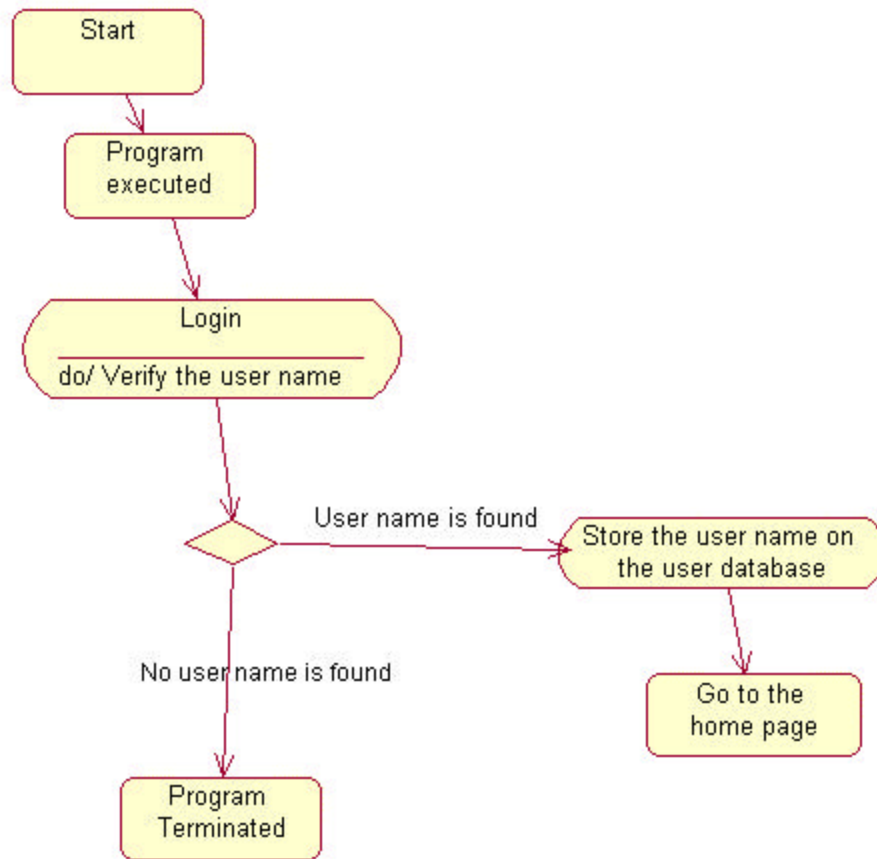 Start
Program
executed
Login
do/ Verify the user name
User name is found
Store the user name on
the user database
No user name is found
Go to the
home page
Program
Terminated